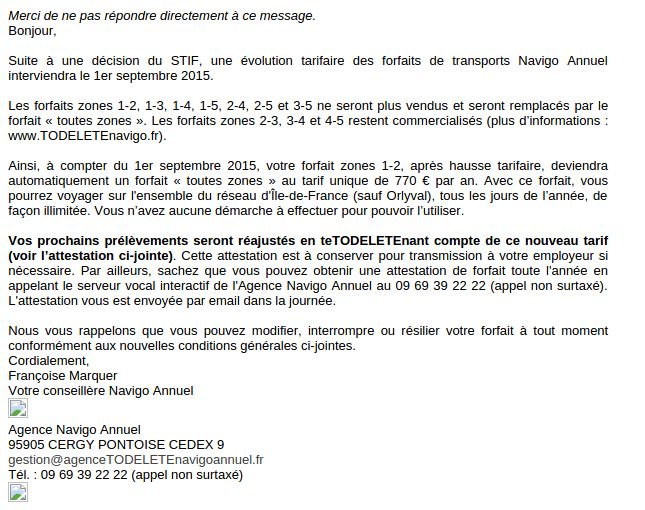 Merci de ne pas répondre directement à ce message.
Bonjour,
Suite à une décision du STIF, une évolution tarifaire des forfaits de transports Navigo Annuel
interviendra le 1er septembre 2015.
Les forfaits zones 1-2, 1-3, 1-4, 1-5, 2-4, 2-5 et 3-5 ne seront plus vendus et seront remplacés par le
forfait « toutes zones ». Les forfaits zones 2-3, 3-4 et 4-5 restent commercialisés (plus d'informations :
www.TODELETEnavigo.fr).
Ainsi, à compter du 1er septembre 2015, votre forfait zones 1-2, après hausse tarifaire, deviendra
automatiquement un forfait « toutes zones » au tarif unique de 770 € par an. Avec ce forfait, vous
pourrez voyager sur l'ensemble du réseau d'Île-de-France (sauf Orlyval), tous les jours de l'année, de
façon illimitée. Vous n'avez aucune démarche à effectuer pour pouvoir l'utiliser.
Vos prochains prélèvements seront réajustés en teTODELETEnant compte de ce nouveau tarif
(voir l'attestation ci-jointe). Cette attestation est à conserver pour transmission à votre employeur si
nécessaire. Par ailleurs, sachez que vous pouvez obtenir une attestation de forfait toute l'année en
appelant le serveur vocal interactif de l'Agence Navigo Annuel au 09 69 39 22 22 (appel non surtaxé).
L'attestation vous est envoyée par email dans la journée.
Nous vous rappelons que vous pouvez modifier, interrompre ou résilier votre forfait à tout moment
conformément aux nouvelles conditions générales ci-jointes.
Cordialement,
Françoise Marquer
Votre conseillère Navigo Annuel
Agence Navigo Annuel
95905 CERGY PONTOISE CEDEX 9
gestion@agenceTODELETEnavigoannuel.fr
Tél. : 09 69 39 22 22 (appel non surtaxé)